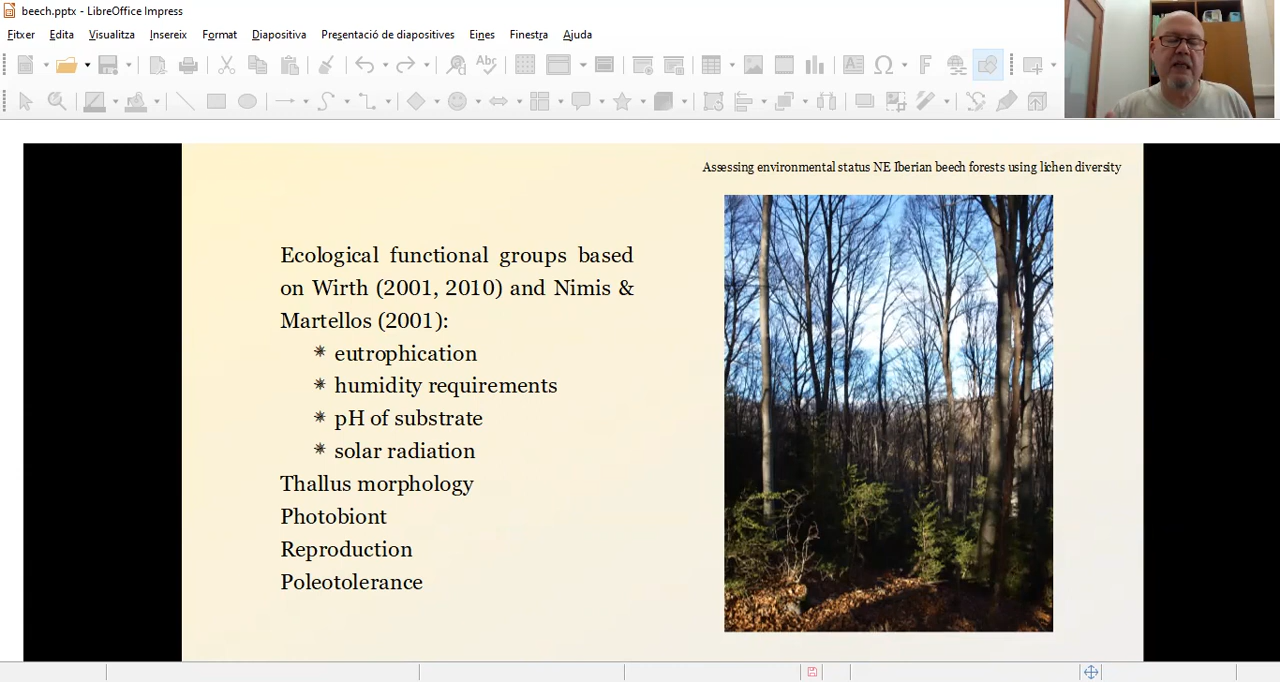 beech.pptx - LibreOffice Impress
Fitxer Edita Visualitza Insereix Format Diapositiva Presentació de diapositives Eines Finestra Ajuda
Abc
Assessing environmental status NE Iberian beech forests using lichen diversity
Ecological functional groups based
on Wirth (2001, 2010) and Nimis &
Martellos (2001):
eutrophication
humidity requirements
pH of substrate
solar radiation
Thallus morphology
Photobiont
Reproduction
Poleotolerance